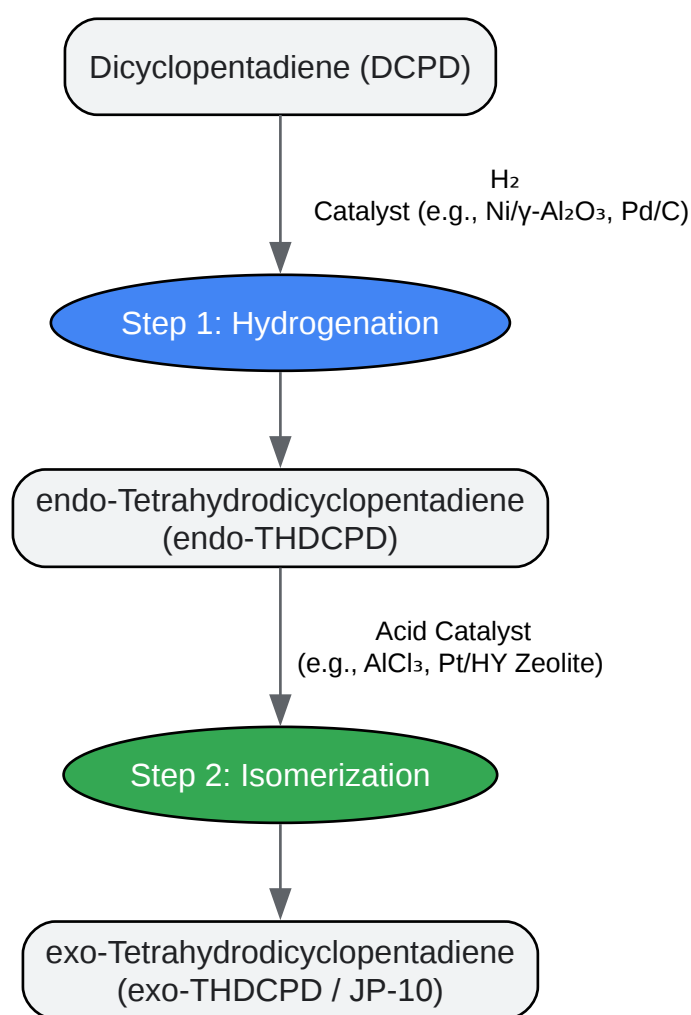 Dicyclopentadiene (DCPD)
H₂
Catalyst (e.g., Ni/γ-Al₂O₃, Pd/C)
Step 1: Hydrogenation
endo-Tetrahydrodicyclopentadiene
(endo-THDCPD)
Acid Catalyst
(e.g., AlCl₃, Pt/HY Zeolite)
Step 2: Isomerization
exo-Tetrahydrodicyclopentadiene
(exo-THDCPD / JP-10)